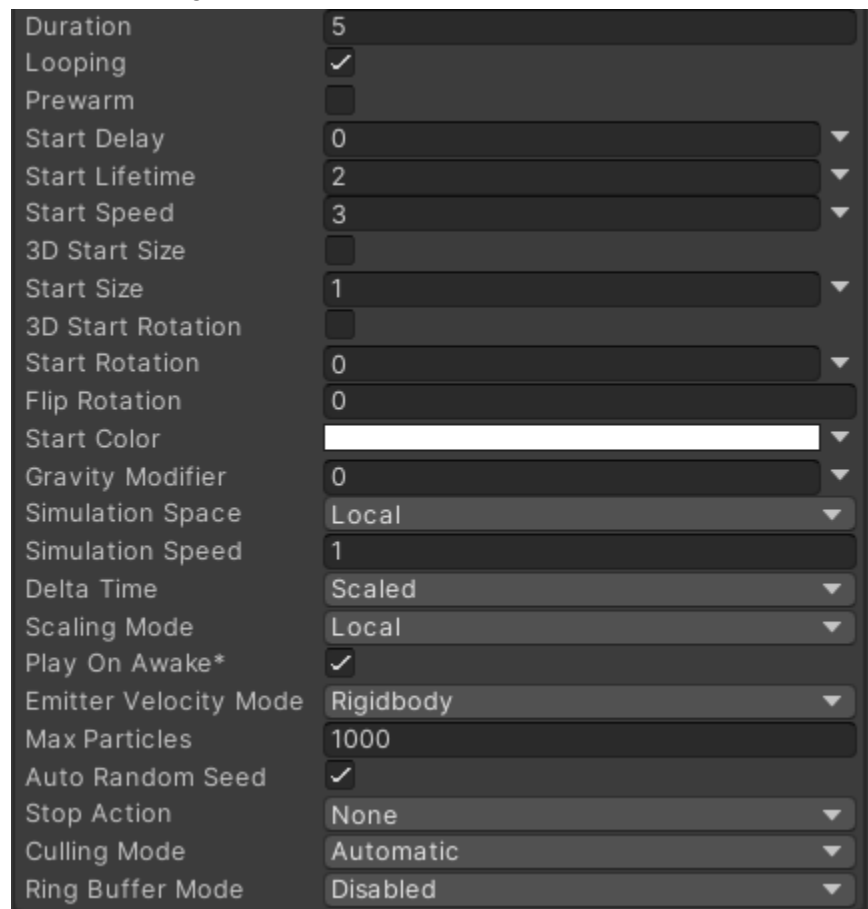 Duration 5
Looping
Prewarm
Start Delay 0
Start Lifetime 2
Start Speed 3
3D Start Size
Start Size 1
3D Start Rotation
Start Rotation 0
Flip Rotation 0
Start Color
Gravity Modifier 0
Simulation Space Local
Simulation Speed 1
Delta Time Scaled
Scaling Mode Local
Play On Awake*
Emitter Velocity Mode Rigidbody
Max Particles 1000
Auto Random Seed
Stop Action None
Culling Mode Automatic
Ring Buffer Mode Disabled